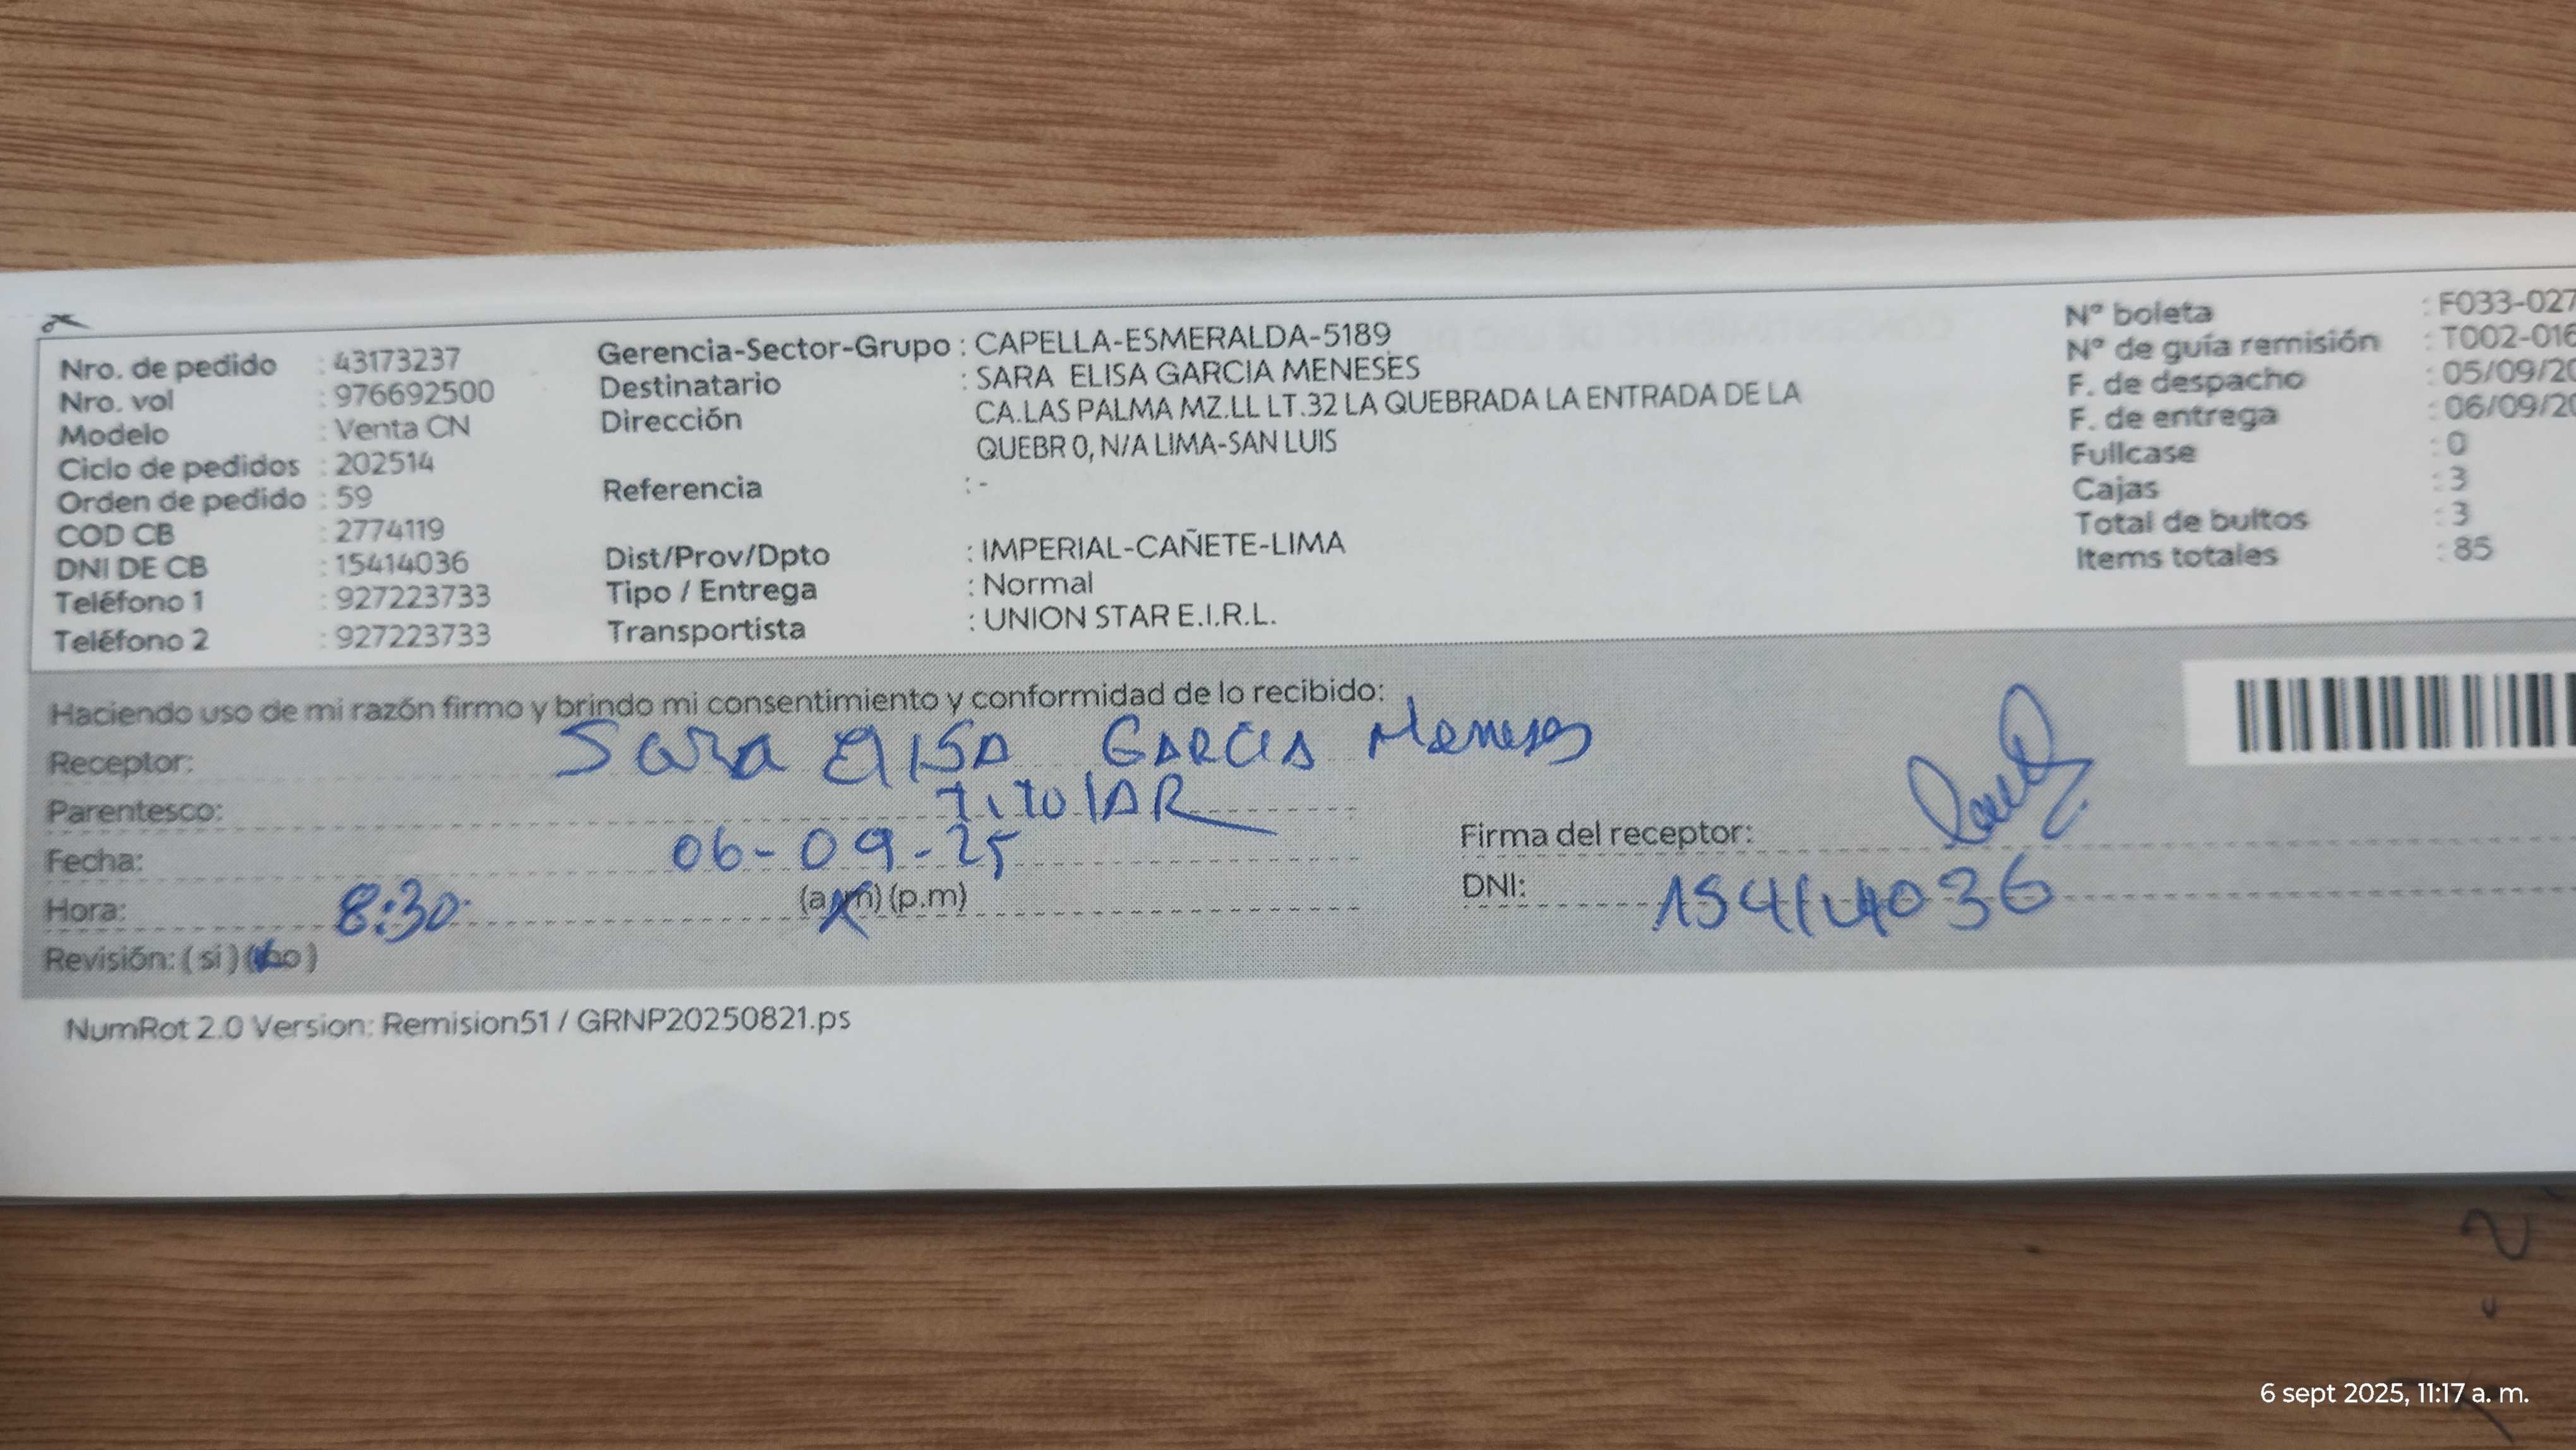 Nro. de pedido : 43173237
Nro. vol : 976692500
Modelo : Venta CN
Ciclo de pedidos : 202514
Orden de pedido : 59
COD CB : 2774119
DNI DE CB : 15414036
Teléfono 1 : 927223733
Teléfono 2 : 927223733
Gerencia-Sector-Grupo : CAPELLA-ESMERALDA-5189
Destinatario : SARA ELISA GARCIA MENESES
Dirección CA.LAS PALMA MZ.LL LT.32 LA QUEBRADA LA ENTRADA DE LA
QUEBR 0, N/A LIMA-SAN LUIS
Referencia : -
Dist/Prov/Dpto : IMPERIAL-CAÑETE-LIMA
Tipo / Entrega : Normal
Transportista : UNION STAR E.I.R.L.
N° boleta : F033-027
N° de guía remisión : T002-016
F. de despacho : 05/09/20
F. de entrega : 06/09/20
Fullcase : 0
Cajas : 3
Total de bultos : 3
Items totales : 85
Haciendo uso de mi razón firmo y brindo mi consentimiento y conformidad de lo recibido:
Receptor: Sara ElISA GARCIA Meneses
Parentesco: TITUlAR
Fecha: 06-09-25
Hora: 8:30 (a.m) (p.m)
Revisión: ( si ) ( no )
Firma del receptor:
DNI: 15414036
NumRot 2.0 Version: Remision51 / GRNP20250821.ps
6 sept 2025, 11:17 a. m.